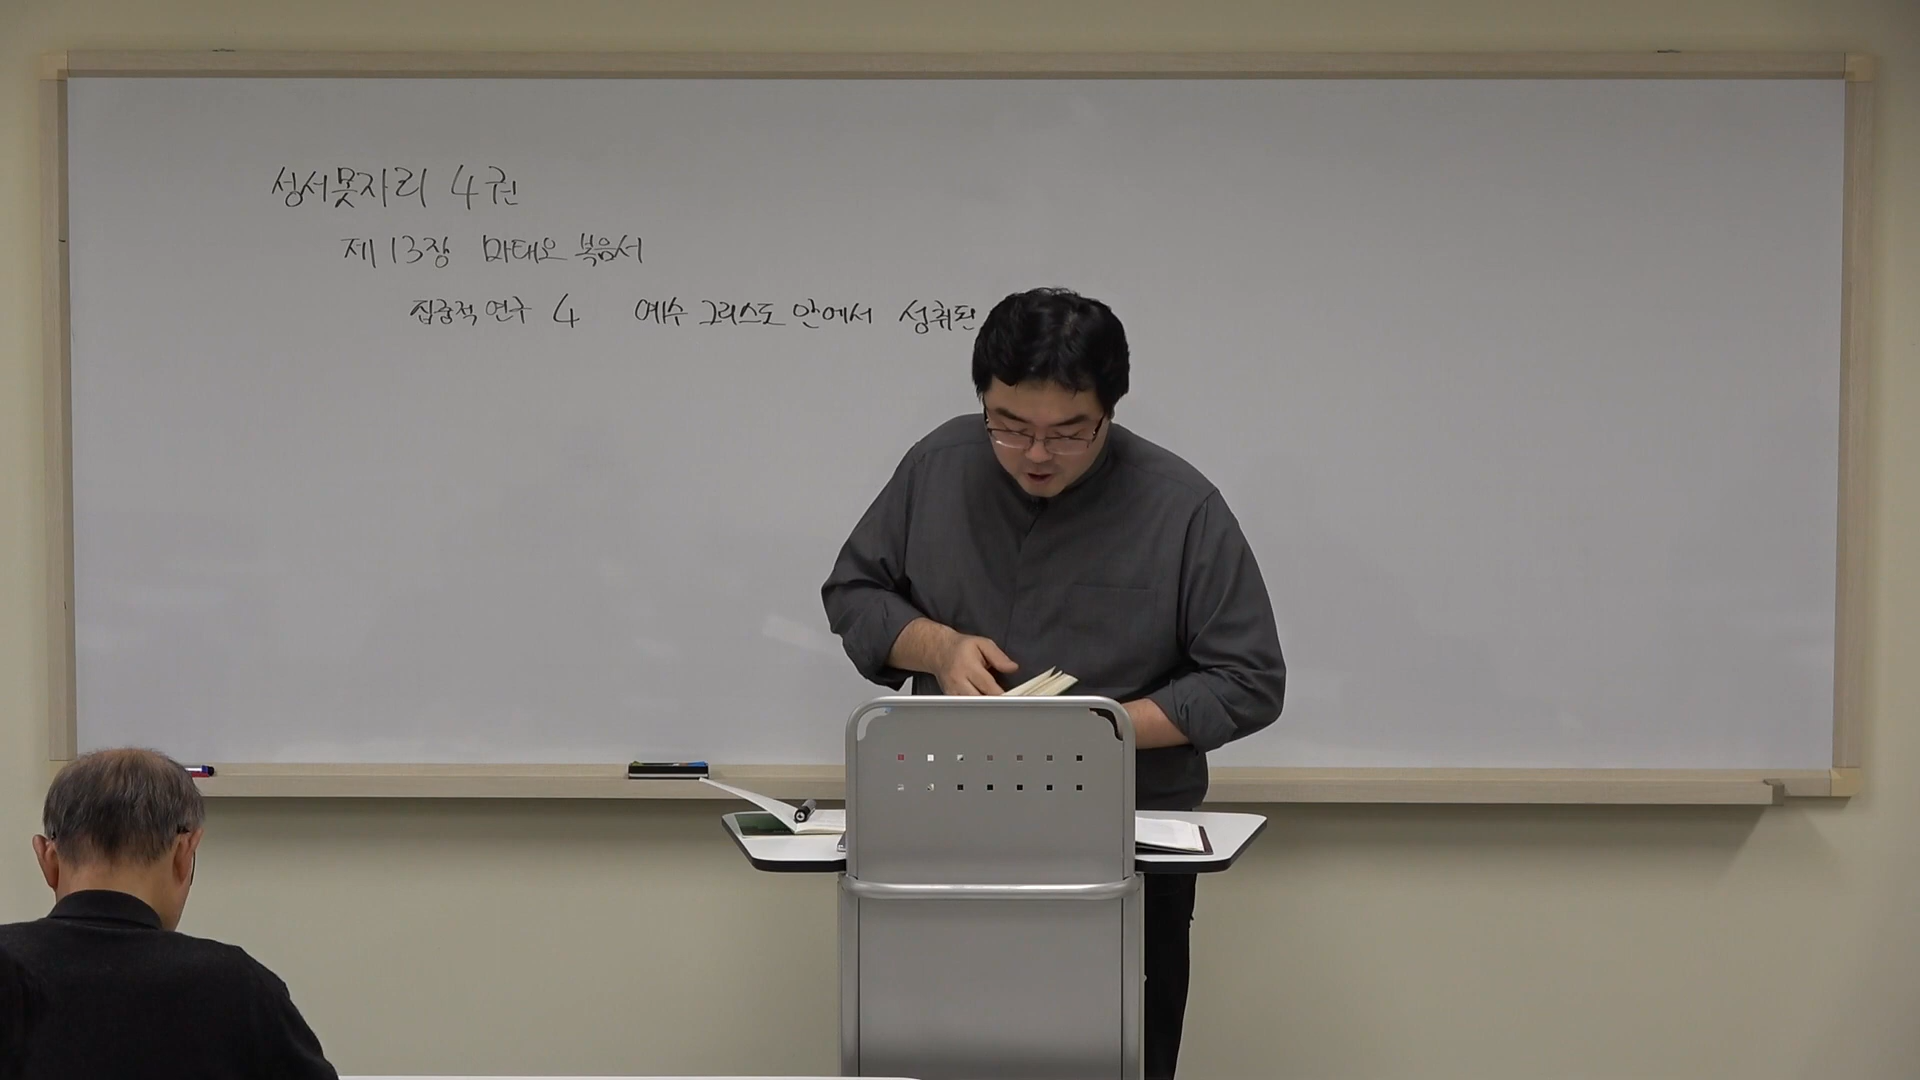 성서못자리 4권
제13장 마태오 복음서
집중적 연구 4 예수 그리스도 안에서 성취된